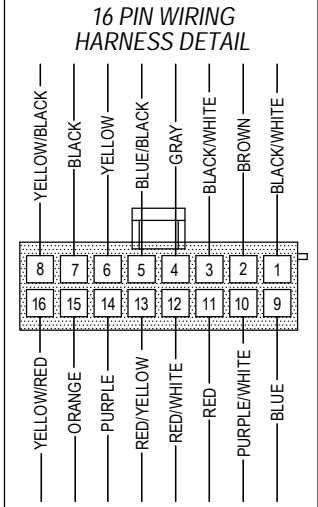 16 PIN WIRING
HARNESS DETAIL
YELLOW/BLACK
BLACK
YELLOW
BLUE/BLACK
GRAY
BLACK/WHITE
BROWN
BLACK/WHITE
8 7 6 5 4 3 2 1
16 15 14 13 12 11 10 9
YELLOW/RED
ORANGE
PURPLE
RED/YELLOW
RED/WHITE
RED
PURPLE/WHITE
BLUE